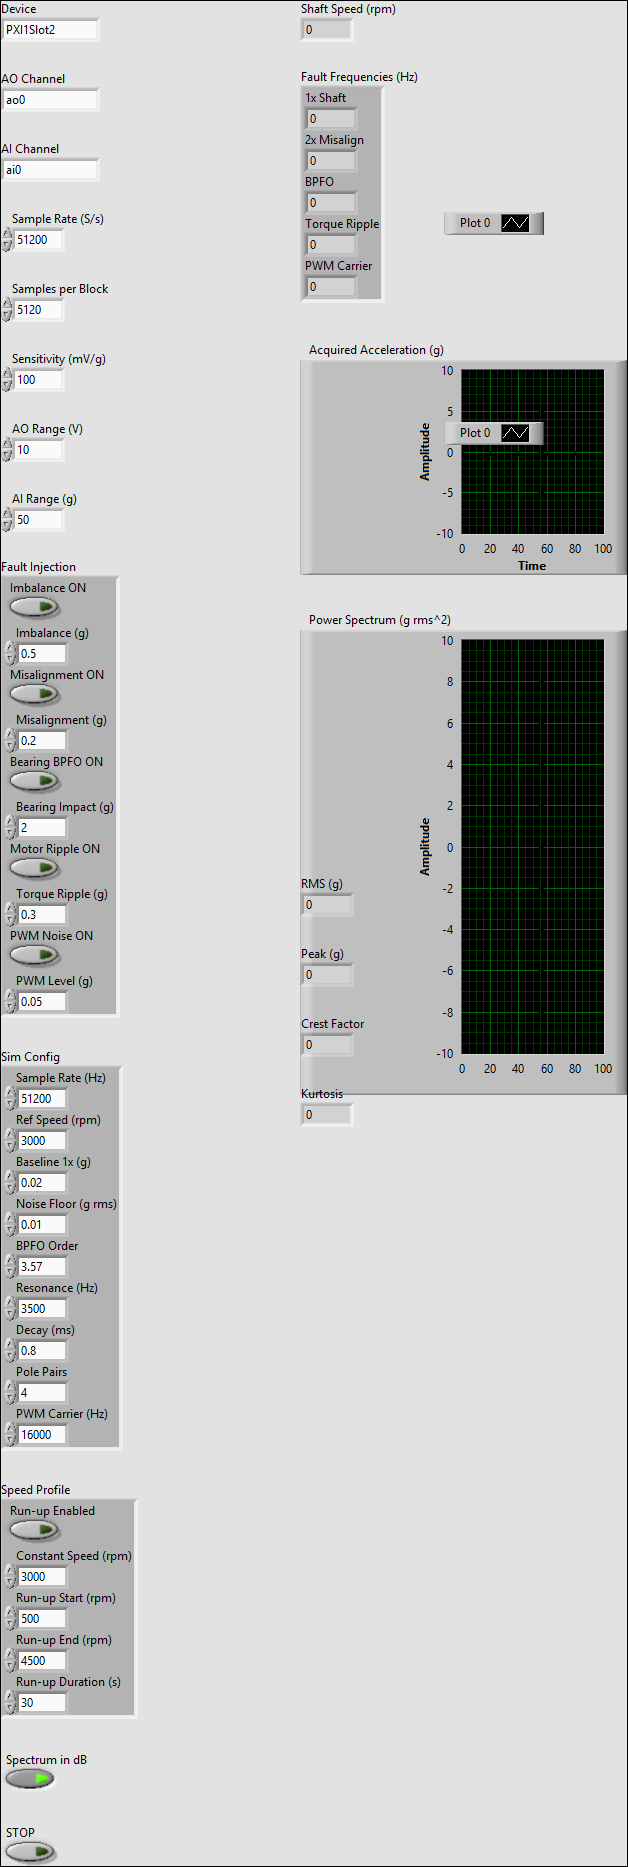 Device
PXI1Slot2
AO Channel
ao0
AI Channel
ai0
Sample Rate (S/s)
51200
Samples per Block
5120
Sensitivity (mV/g)
100
AO Range (V)
10
AI Range (g)
50
Fault Injection
Imbalance ON
Imbalance (g)
0.5
Misalignment ON
Misalignment (g)
0.2
Bearing BPFO ON
Bearing Impact (g)
2
Motor Ripple ON
Torque Ripple (g)
0.3
PWM Noise ON
PWM Level (g)
0.05
Sim Config
Sample Rate (Hz)
51200
Ref Speed (rpm)
3000
Baseline 1x (g)
0.02
Noise Floor (g rms)
0.01
BPFO Order
3.57
Resonance (Hz)
3500
Decay (ms)
0.8
Pole Pairs
4
PWM Carrier (Hz)
16000
Speed Profile
Run-up Enabled
Constant Speed (rpm)
3000
Run-up Start (rpm)
500
Run-up End (rpm)
4500
Run-up Duration (s)
30
Spectrum in dB
STOP
Shaft Speed (rpm)
0
Fault Frequencies (Hz)
1x Shaft
0
2x Misalign
0
BPFO
0
Torque Ripple
0
PWM Carrier
0
Plot 0
Acquired Acceleration (g)
10
5
0
-5
-10
Amplitude
Plot 0
0 20 40 60 80 100
Time
Power Spectrum (g rms^2)
10
8
6
4
2
0
-2
-4
-6
-8
-10
Amplitude
0 20 40 60 80 100
RMS (g)
0
Peak (g)
0
Crest Factor
0
Kurtosis
0